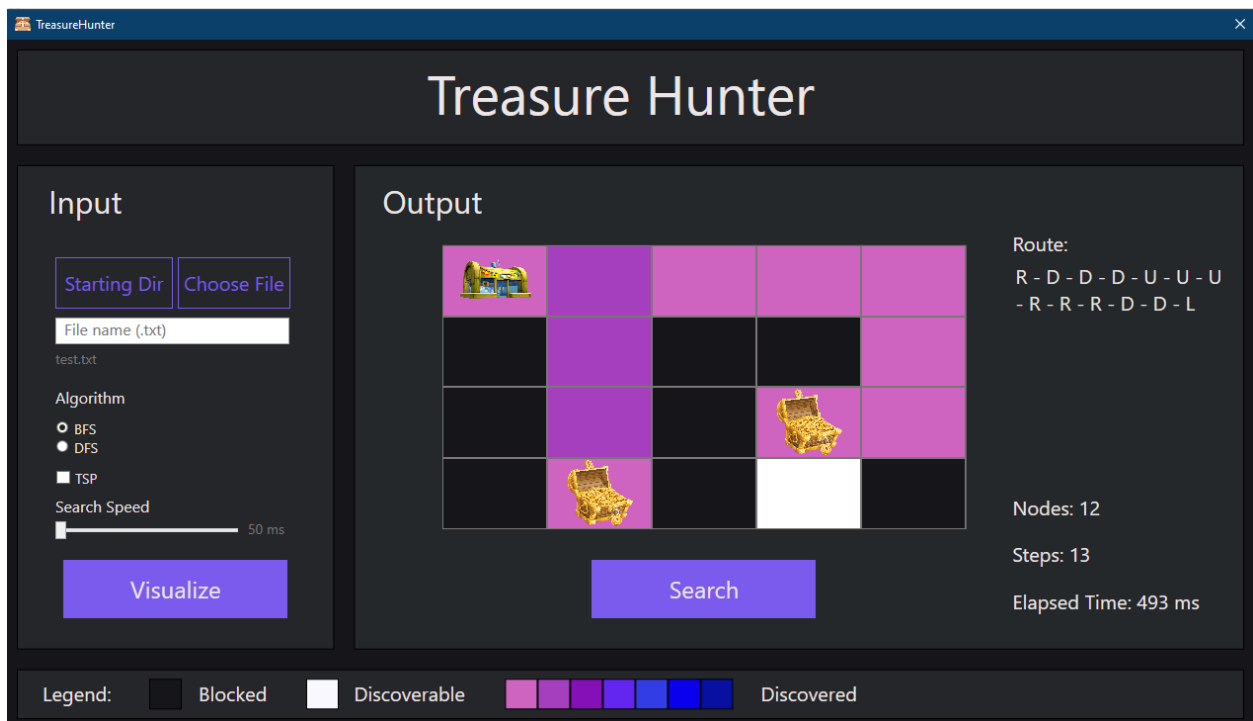 TreasureHunter
Treasure Hunter
Input
Starting Dir
Choose File
File name (.txt)
test.txt
Algorithm
BFS
DFS
TSP
Search Speed
50 ms
Visualize
Output
Route:
R - D - D - D - U - U - U
- R - R - R - D - D - L
Nodes: 12
Steps: 13
Elapsed Time: 493 ms
Search
Legend:
Blocked
Discoverable
Discovered